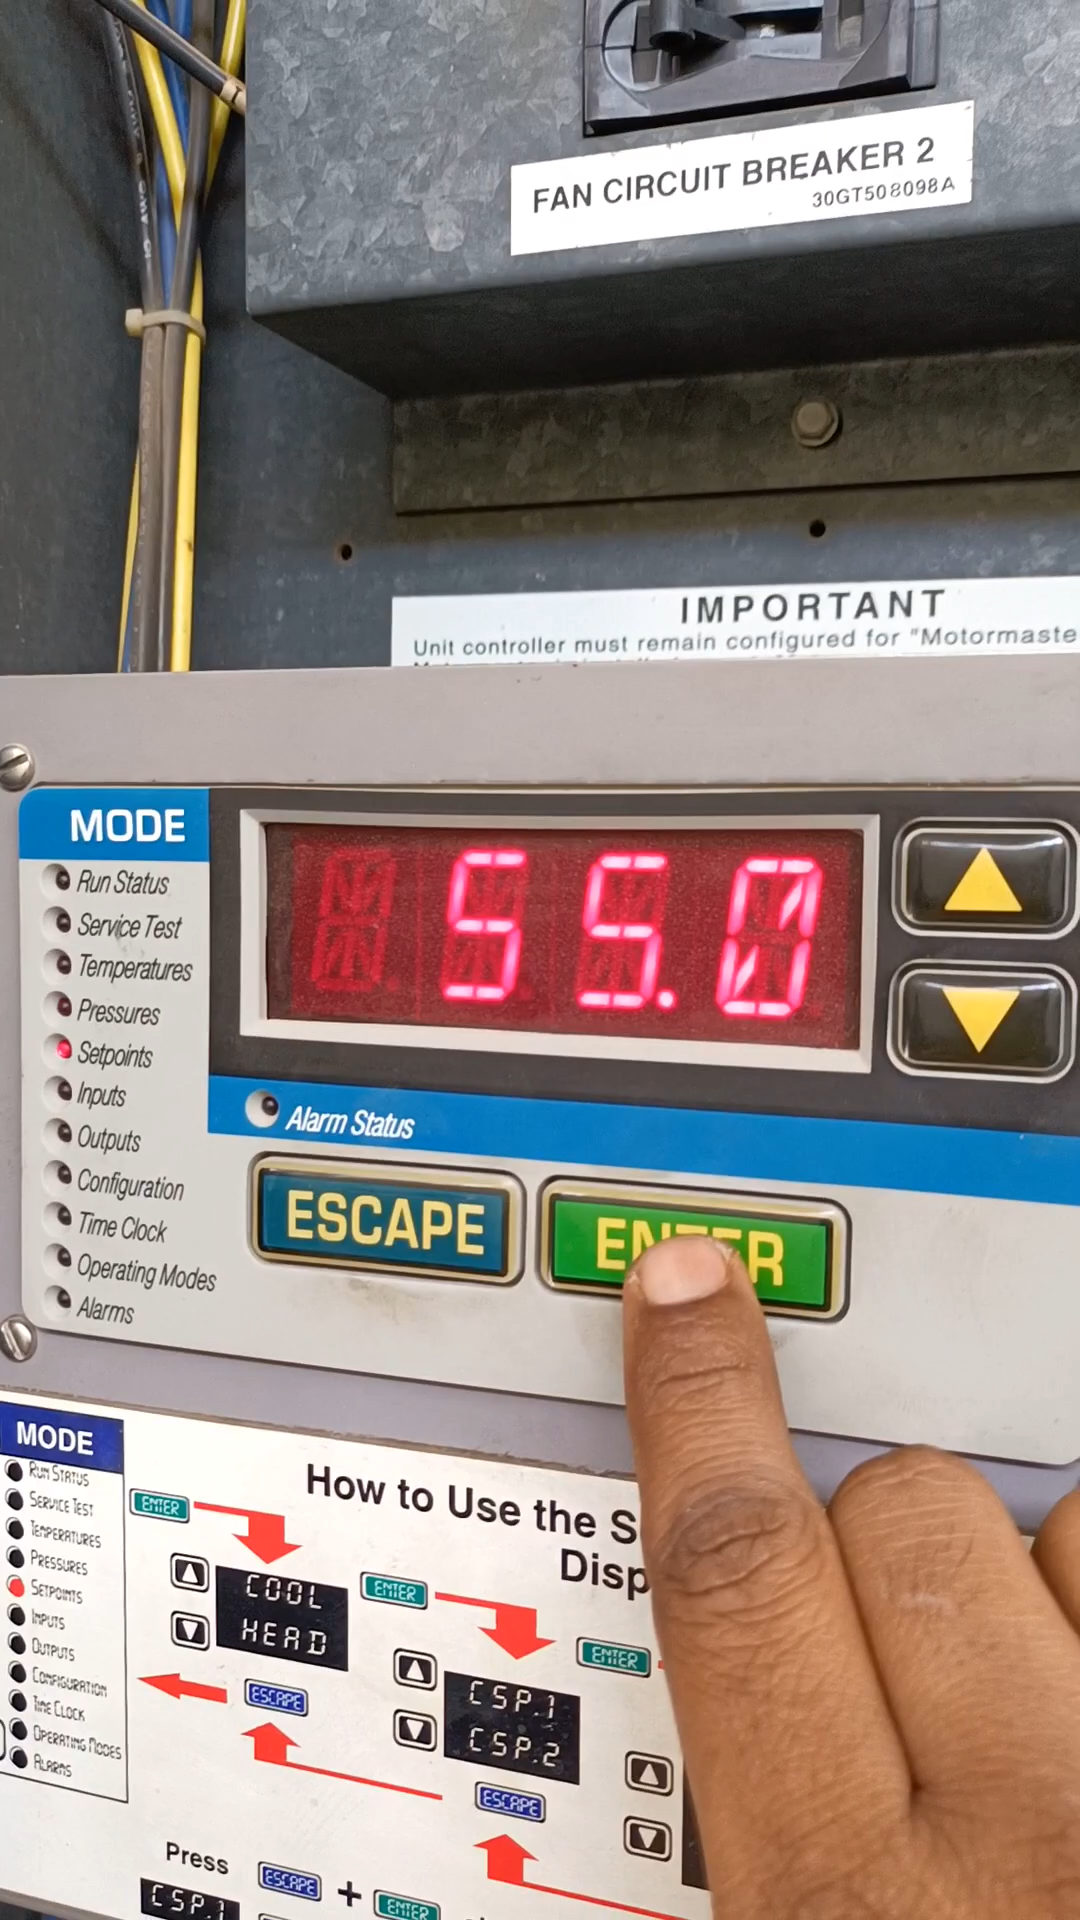 FAN CIRCUIT BREAKER 2
30GT508098A
IMPORTANT
Unit controller must remain configured for "Motormaste
MODE
Run Status
Service Test
Temperatures
Pressures
Setpoints
Inputs
Outputs
Configuration
Time Clock
Operating Modes
Alarms
55.0
Alarm Status
ESCAPE
ENTER
MODE
RUN STATUS
SERVICE TEST
TEMPERATURES
PRESSURES
SETPOINTS
INPUTS
OUTPUTS
CONFIGURATION
TIME CLOCK
OPERATING MODES
ALARMS
How to Use the S
Disp
ENTER
COOL
HEAD
ESCAPE
ENTER
CSP.1
CSP.2
ESCAPE
ENTER
Press
ESCAPE + ENTER
CSP.1